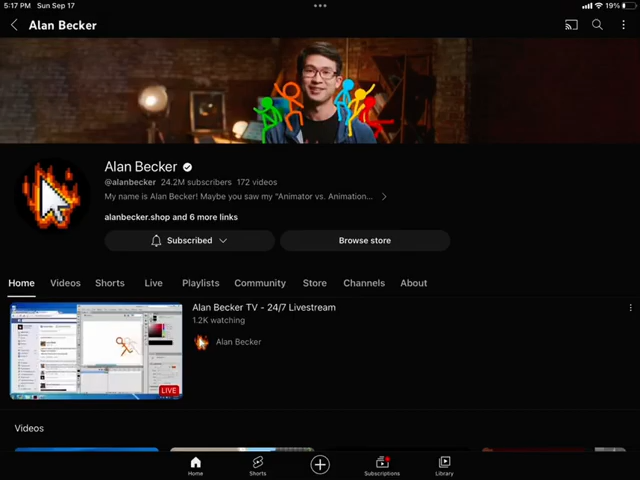 5:17 PM Sun Sep 17
19%
Alan Becker
Alan Becker
@alanbecker 24.2M subscribers 172 videos
My name is Alan Becker! Maybe you saw my "Animator vs. Animation...
alanbecker.shop and 6 more links
Subscribed
Browse store
Home Videos Shorts Live Playlists Community Store Channels About
Alan Becker TV - 24/7 Livestream
1.2K watching
Alan Becker
LIVE
Videos
Home Shorts Subscriptions Library